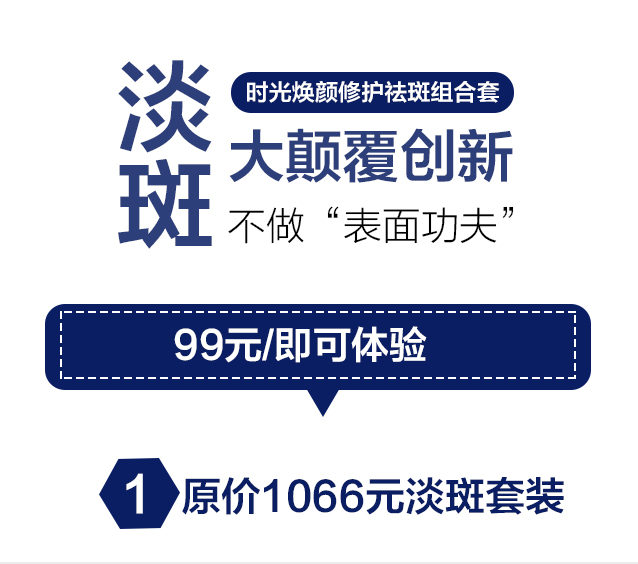 淡斑
时光焕颜修护祛斑组合套
大颠覆创新
不做“表面功夫”
99元/即可体验
1 原价1066元淡斑套装